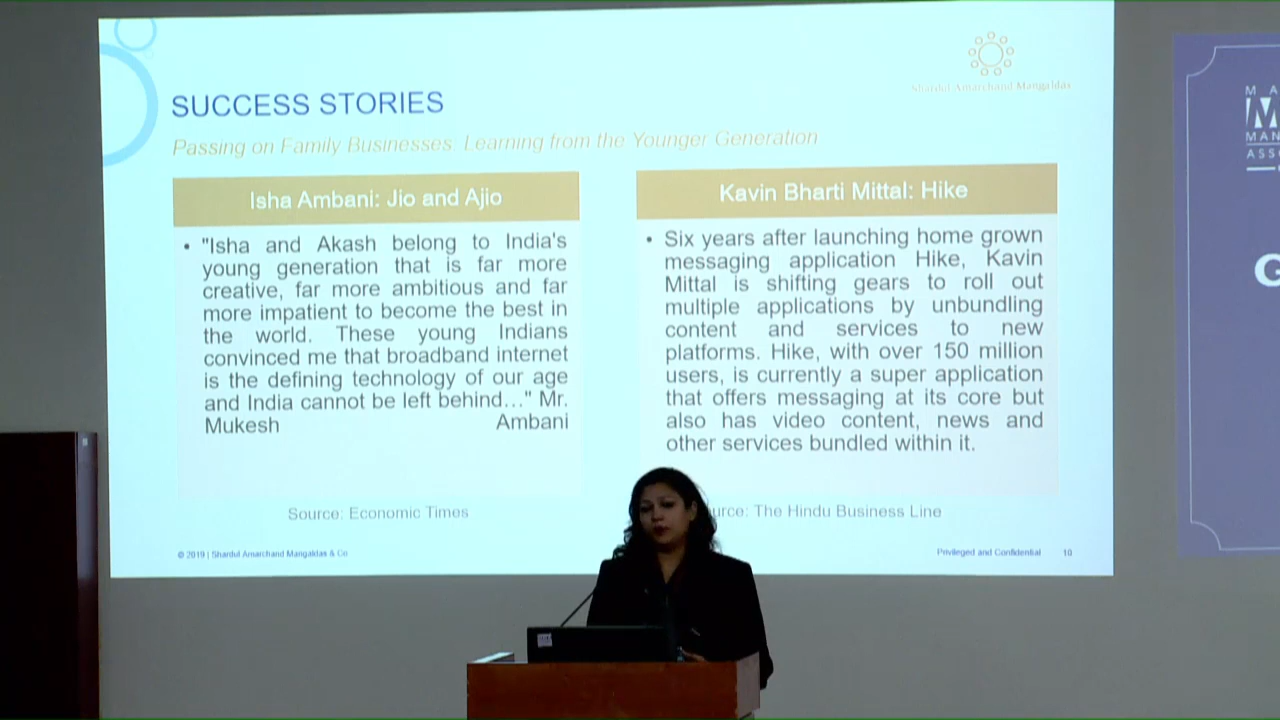 Shardul Amarchand Mangaldas
SUCCESS STORIES
Passing on Family Businesses: Learning from the Younger Generation
Isha Ambani: Jio and Ajio
• "Isha and Akash belong to India's
young generation that is far more
creative, far more ambitious and far
more impatient to become the best in
the world. These young Indians
convinced me that broadband internet
is the defining technology of our age
and India cannot be left behind…" Mr.
Mukesh Ambani
Source: Economic Times
Kavin Bharti Mittal: Hike
• Six years after launching home grown
messaging application Hike, Kavin
Mittal is shifting gears to roll out
multiple applications by unbundling
content and services to new
platforms. Hike, with over 150 million
users, is currently a super application
that offers messaging at its core but
also has video content, news and
other services bundled within it.
urce: The Hindu Business Line
© 2019 | Shardul Amarchand Mangaldas & Co
Privileged and Confidential 10
M A
M
MAN
ASS
G